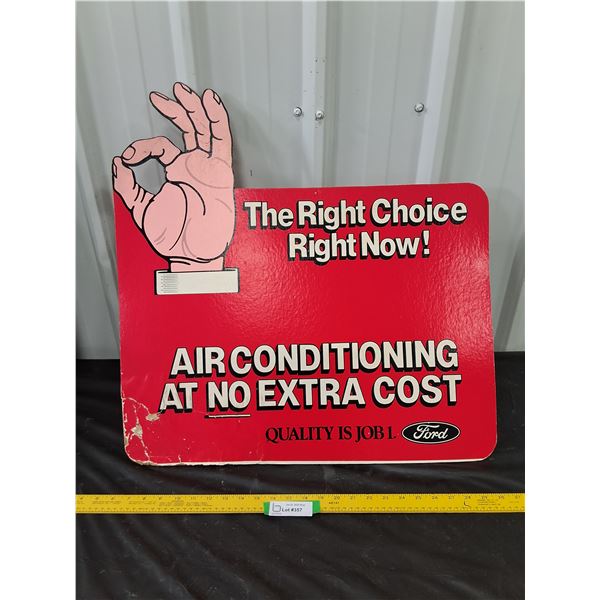 The Right Choice
Right Now!
AIR CONDITIONING
AT NO EXTRA COST
QUALITY IS JOB 1. Ford
Lot #357